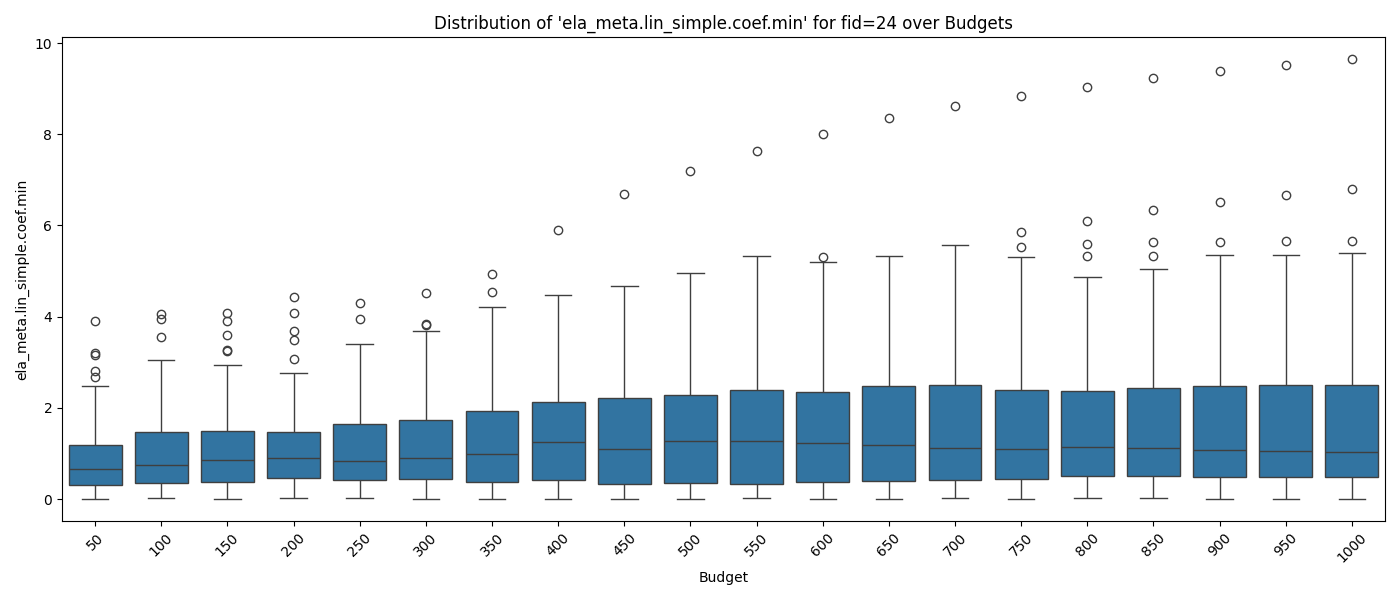 Distribution of 'ela_meta.lin_simple.coef.min' for fid=24 over Budgets
ela_meta.lin_simple.coef.min
10
8
6
4
2
0
50 100 150 200 250 300 350 400 450 500 550 600 650 700 750 800 850 900 950 1000
Budget